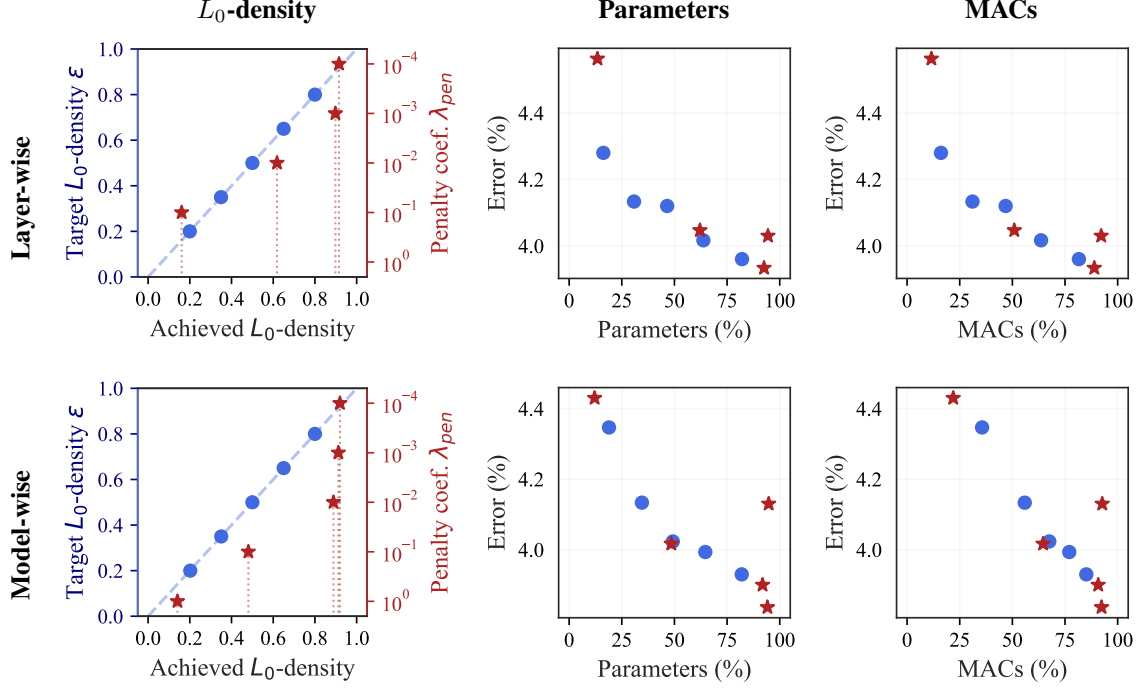 L₀-density
Parameters
MACs
Layer-wise
Target L₀-density ε
1.0
0.8
0.6
0.4
0.2
0.0
0.0 0.2 0.4 0.6 0.8 1.0
Achieved L₀-density
10⁻⁴
10⁻³
10⁻²
10⁻¹
10⁰
Penalty coef. λpen
Error (%)
4.4
4.2
4.0
0 25 50 75 100
Parameters (%)
Error (%)
4.4
4.2
4.0
0 25 50 75 100
MACs (%)
Model-wise
Target L₀-density ε
1.0
0.8
0.6
0.4
0.2
0.0
0.0 0.2 0.4 0.6 0.8 1.0
Achieved L₀-density
10⁻⁴
10⁻³
10⁻²
10⁻¹
10⁰
Penalty coef. λpen
Error (%)
4.4
4.2
4.0
0 25 50 75 100
Parameters (%)
Error (%)
4.4
4.2
4.0
0 25 50 75 100
MACs (%)